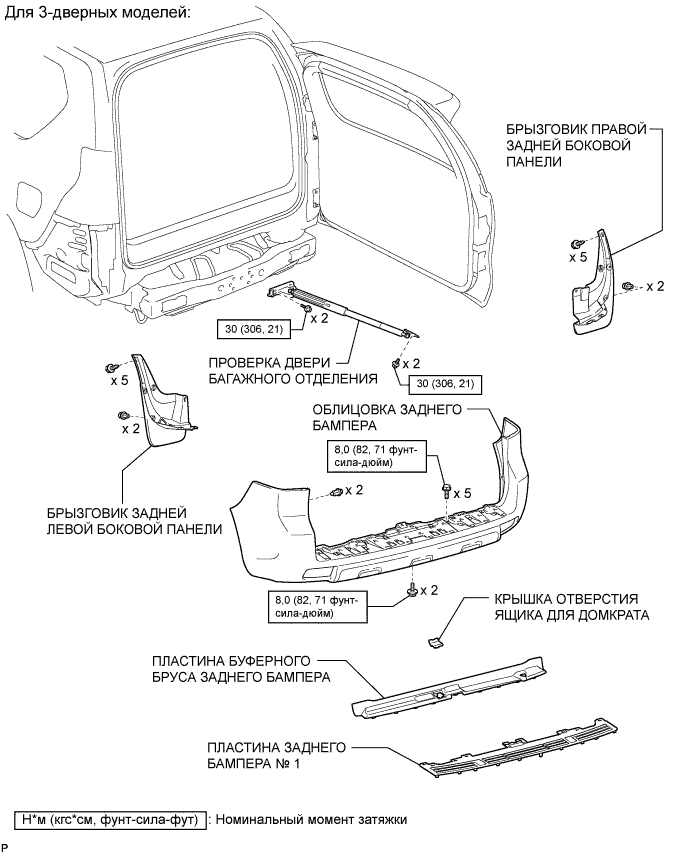 Для 3-дверных моделей:
БРЫЗГОВИК ПРАВОЙ
ЗАДНЕЙ БОКОВОЙ
ПАНЕЛИ
x 5
x 2
x 2
30 (306, 21)
ПРОВЕРКА ДВЕРИ
БАГАЖНОГО ОТДЕЛЕНИЯ
x 2
30 (306, 21)
x 5
x 2
БРЫЗГОВИК ЗАДНЕЙ
ЛЕВОЙ БОКОВОЙ ПАНЕЛИ
ОБЛИЦОВКА ЗАДНЕГО
БАМПЕРА
8,0 (82, 71 фунт-
сила-дюйм)
x 2
x 5
8,0 (82, 71 фунт-
сила-дюйм)
x 2
КРЫШКА ОТВЕРСТИЯ
ЯЩИКА ДЛЯ ДОМКРАТА
ПЛАСТИНА БУФЕРНОГО
БРУСА ЗАДНЕГО БАМПЕРА
ПЛАСТИНА ЗАДНЕГО
БАМПЕРА № 1
Н*м (кгс*см, фунт-сила-фут) : Номинальный момент затяжки
P